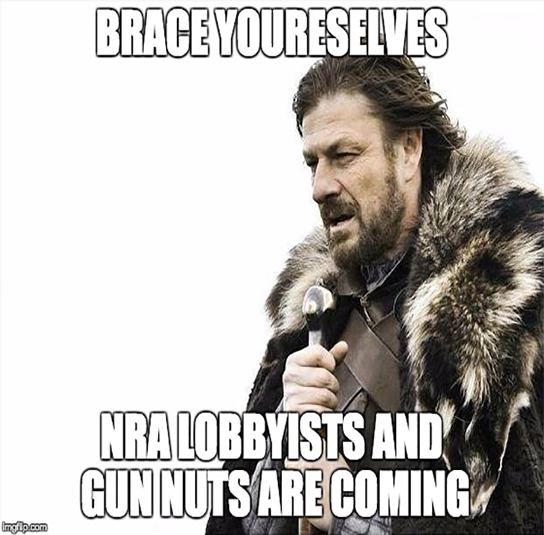 BRACE YOURESELVES
NRA LOBBYISTS AND
GUN NUTS ARE COMING
imgflip.com